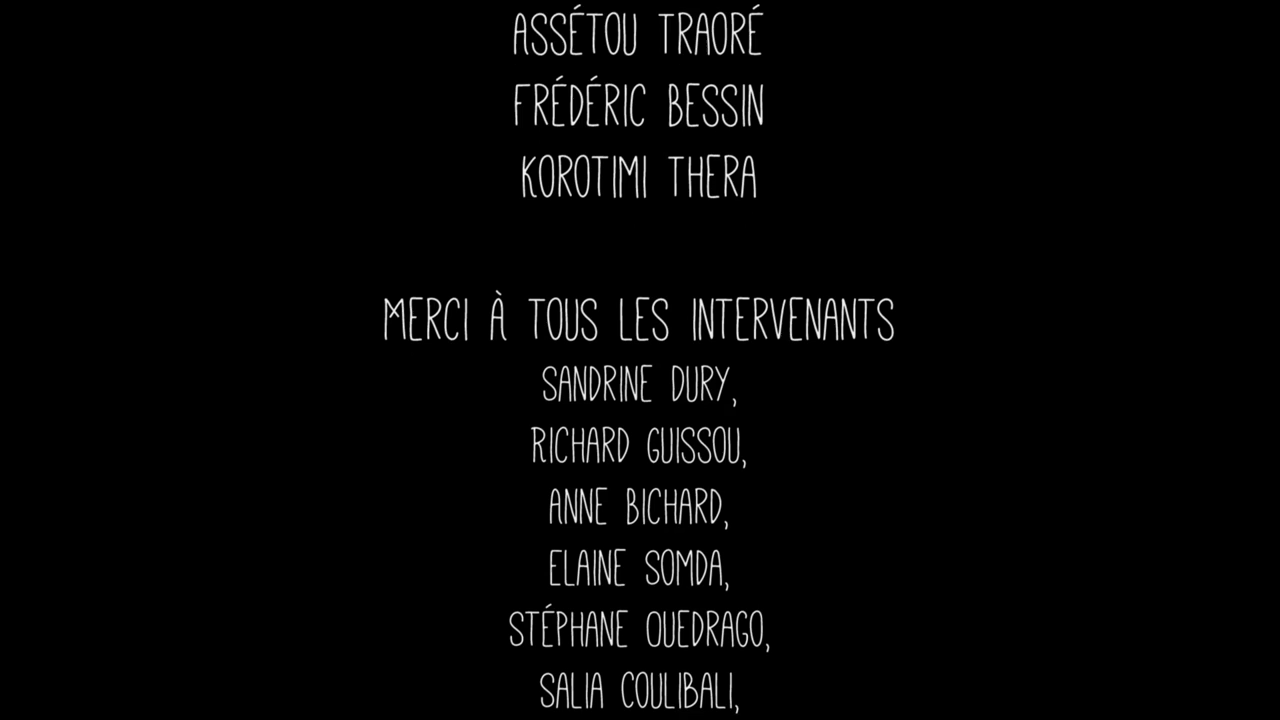 ASSÉTOU TRAORÉ
FRÉDÉRIC BESSIN
KOROTIMI THERA
MERCI À TOUS LES INTERVENANTS
SANDRINE DURY,
RICHARD GUISSOU,
ANNE BICHARD,
ELAINE SOMDA,
STÉPHANE OUEDRAGO,
SALIA COULIBALI,